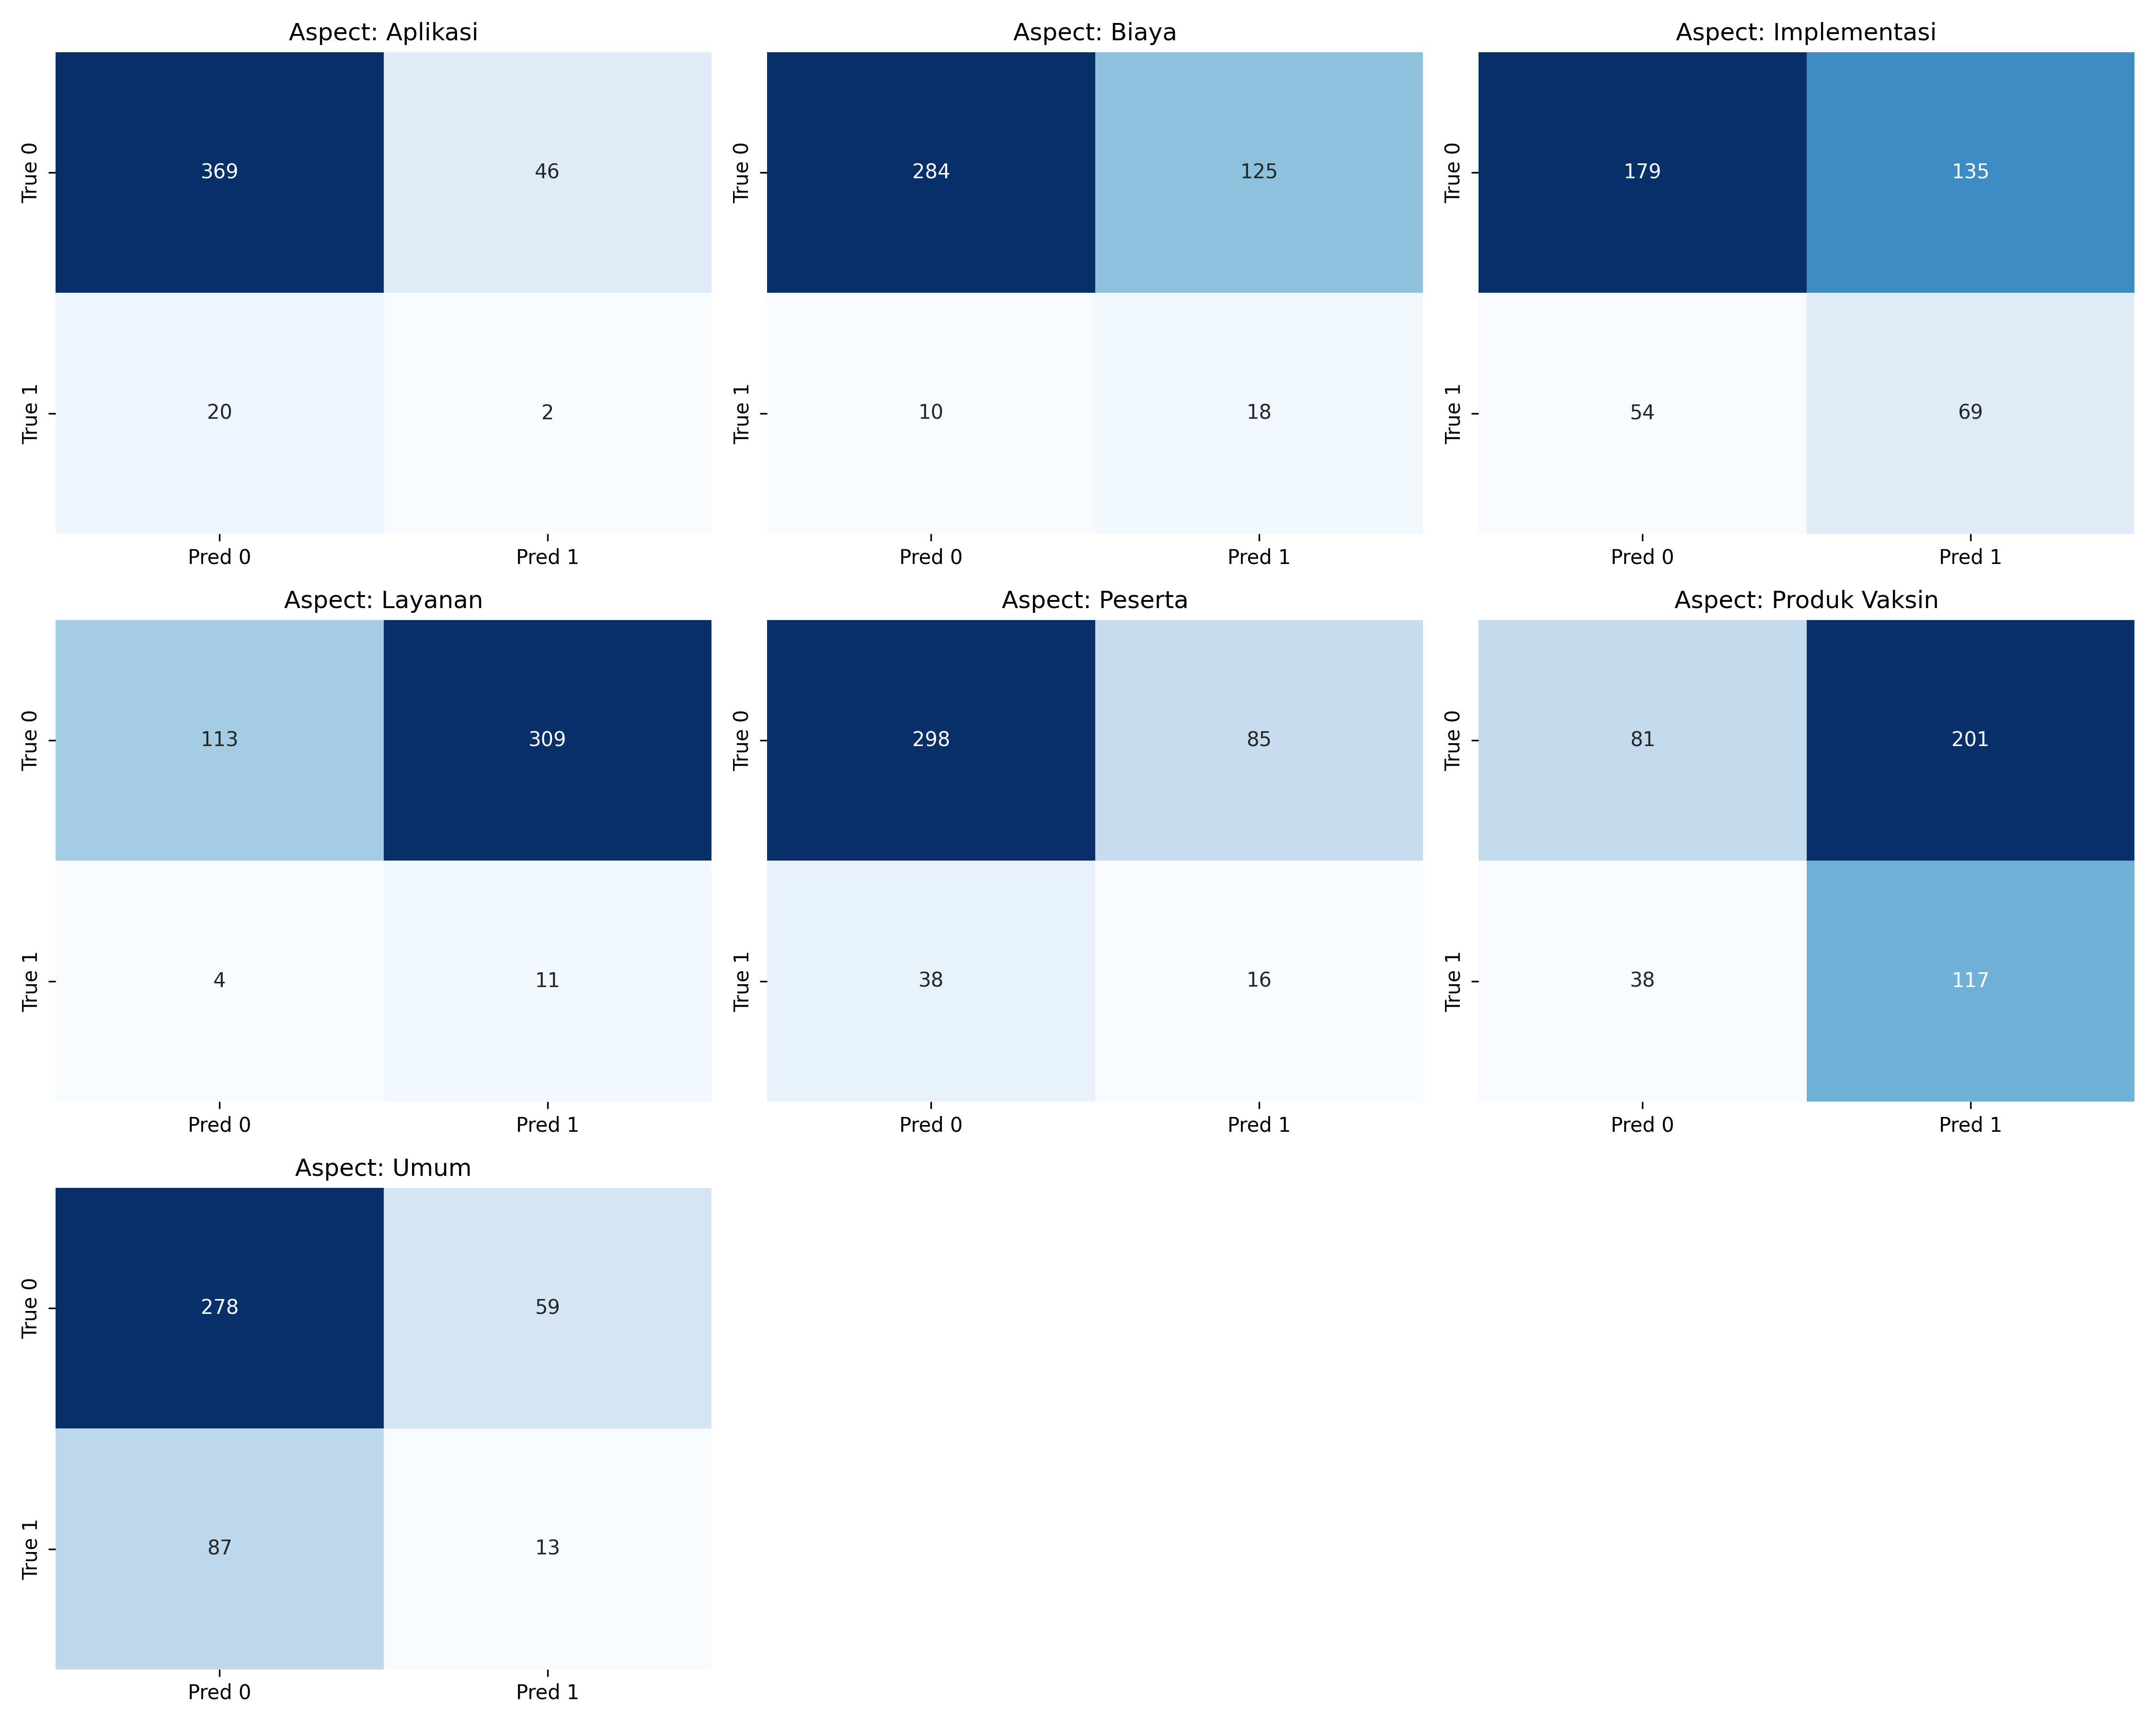 Aspect: Aplikasi
True 0
369
46
True 1
20
2
Pred 0
Pred 1
Aspect: Biaya
True 0
284
125
True 1
10
18
Pred 0
Pred 1
Aspect: Implementasi
True 0
179
135
True 1
54
69
Pred 0
Pred 1
Aspect: Layanan
True 0
113
309
True 1
4
11
Pred 0
Pred 1
Aspect: Peserta
True 0
298
85
True 1
38
16
Pred 0
Pred 1
Aspect: Produk Vaksin
True 0
81
201
True 1
38
117
Pred 0
Pred 1
Aspect: Umum
True 0
278
59
True 1
87
13
Pred 0
Pred 1